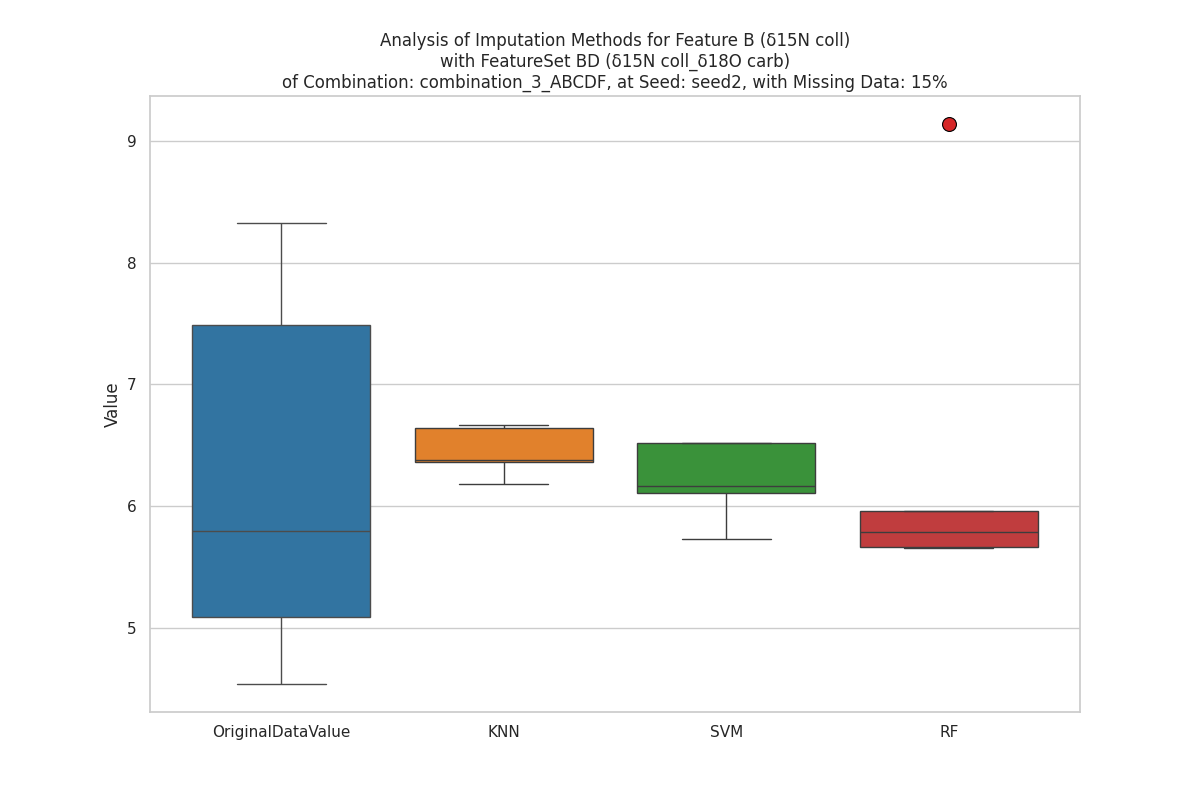 Analysis of Imputation Methods for Feature B (δ15N coll)
with FeatureSet BD (δ15N coll_δ18O carb)
of Combination: combination_3_ABCDF, at Seed: seed2, with Missing Data: 15%
9
8
7
6
5
Value
OriginalDataValue
KNN
SVM
RF